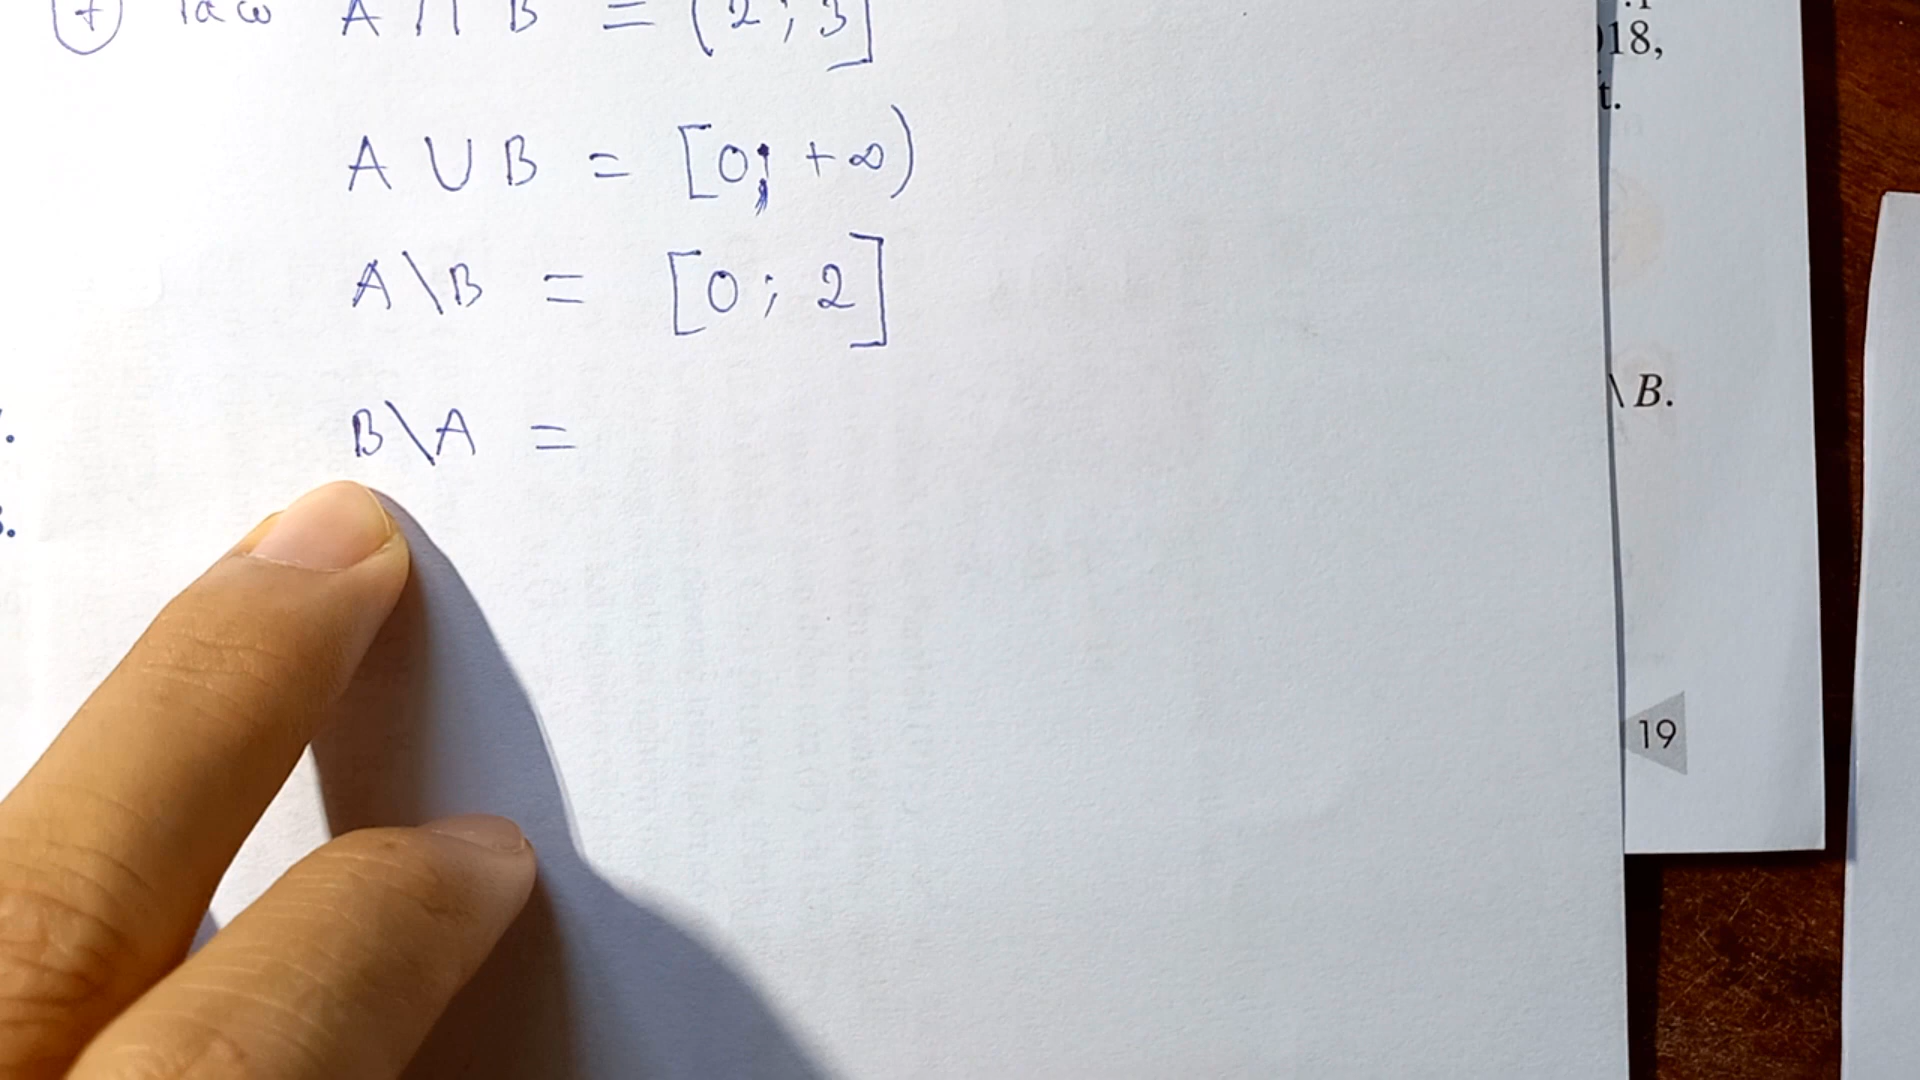 A ∩ B = (2 ; 3]
A ∪ B = [0; +∞)
A \ B = [0 ; 2]
B \ A =
18,
t.
\ B.
19